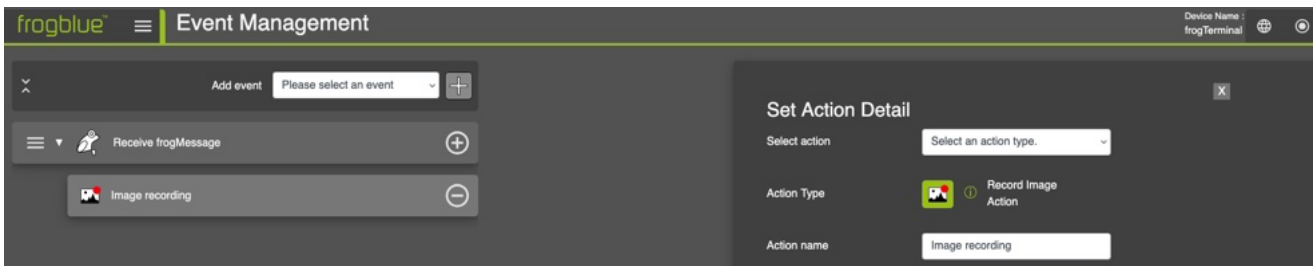 frogblue™ Event Management
Device Name :
frogTerminal
Add event Please select an event
Receive frogMessage
Image recording
X
Set Action Detail
Select action Select an action type.
Action Type Record Image
Action
Action name Image recording